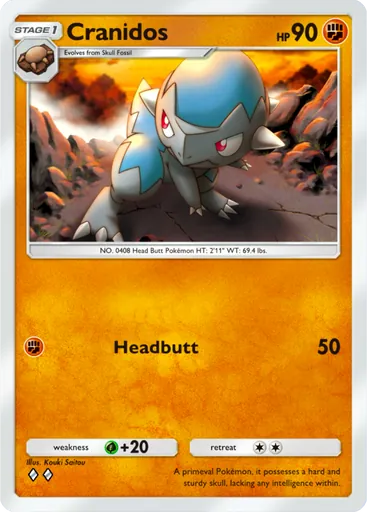 STAGE 1
Cranidos
HP 90
Evolves from Skull Fossil
NO. 0408 Head Butt Pokémon HT: 2'11" WT: 69.4 lbs.
Headbutt 50
weakness +20 retreat
Illus. Kouki Saitou
A primeval Pokémon, it possesses a hard and
sturdy skull, lacking any intelligence within.